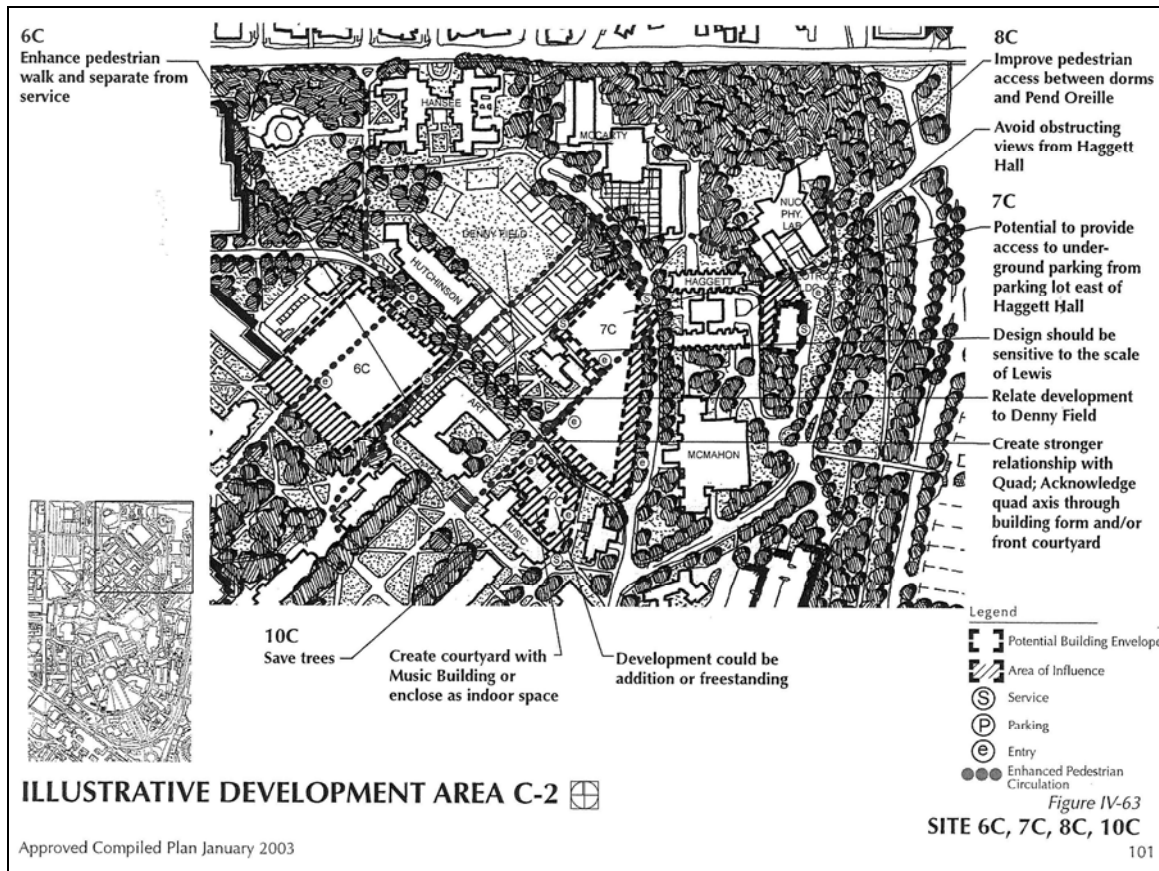 6C
Enhance pedestrian
walk and separate from
service
8C
Improve pedestrian
access between dorms
and Pend Oreille
Avoid obstructing
views from Haggett
Hall
7C
Potential to provide
access to under-
ground parking from
parking lot east of
Haggett Hall
Design should be
sensitive to the scale
of Lewis
Relate development
to Denny Field
Create stronger
relationship with
Quad; Acknowledge
quad axis through
building form and/or
front courtyard
HANSEE
MCCARTY
NUC.
PHY.
LAB
DENNY FIELD
HUTCHINSON
HAGGETT
S
e
7C
S
S
e
6C
e
S
ART
e
MCMAHON
MUSIC
10C
Save trees
Create courtyard with
Music Building or
enclose as indoor space
Development could be
addition or freestanding
Legend
Potential Building Envelope
Area of Influence
S Service
P Parking
e Entry
Enhanced Pedestrian
Circulation
ILLUSTRATIVE DEVELOPMENT AREA C-2
Figure IV-63
SITE 6C, 7C, 8C, 10C
Approved Compiled Plan January 2003
101